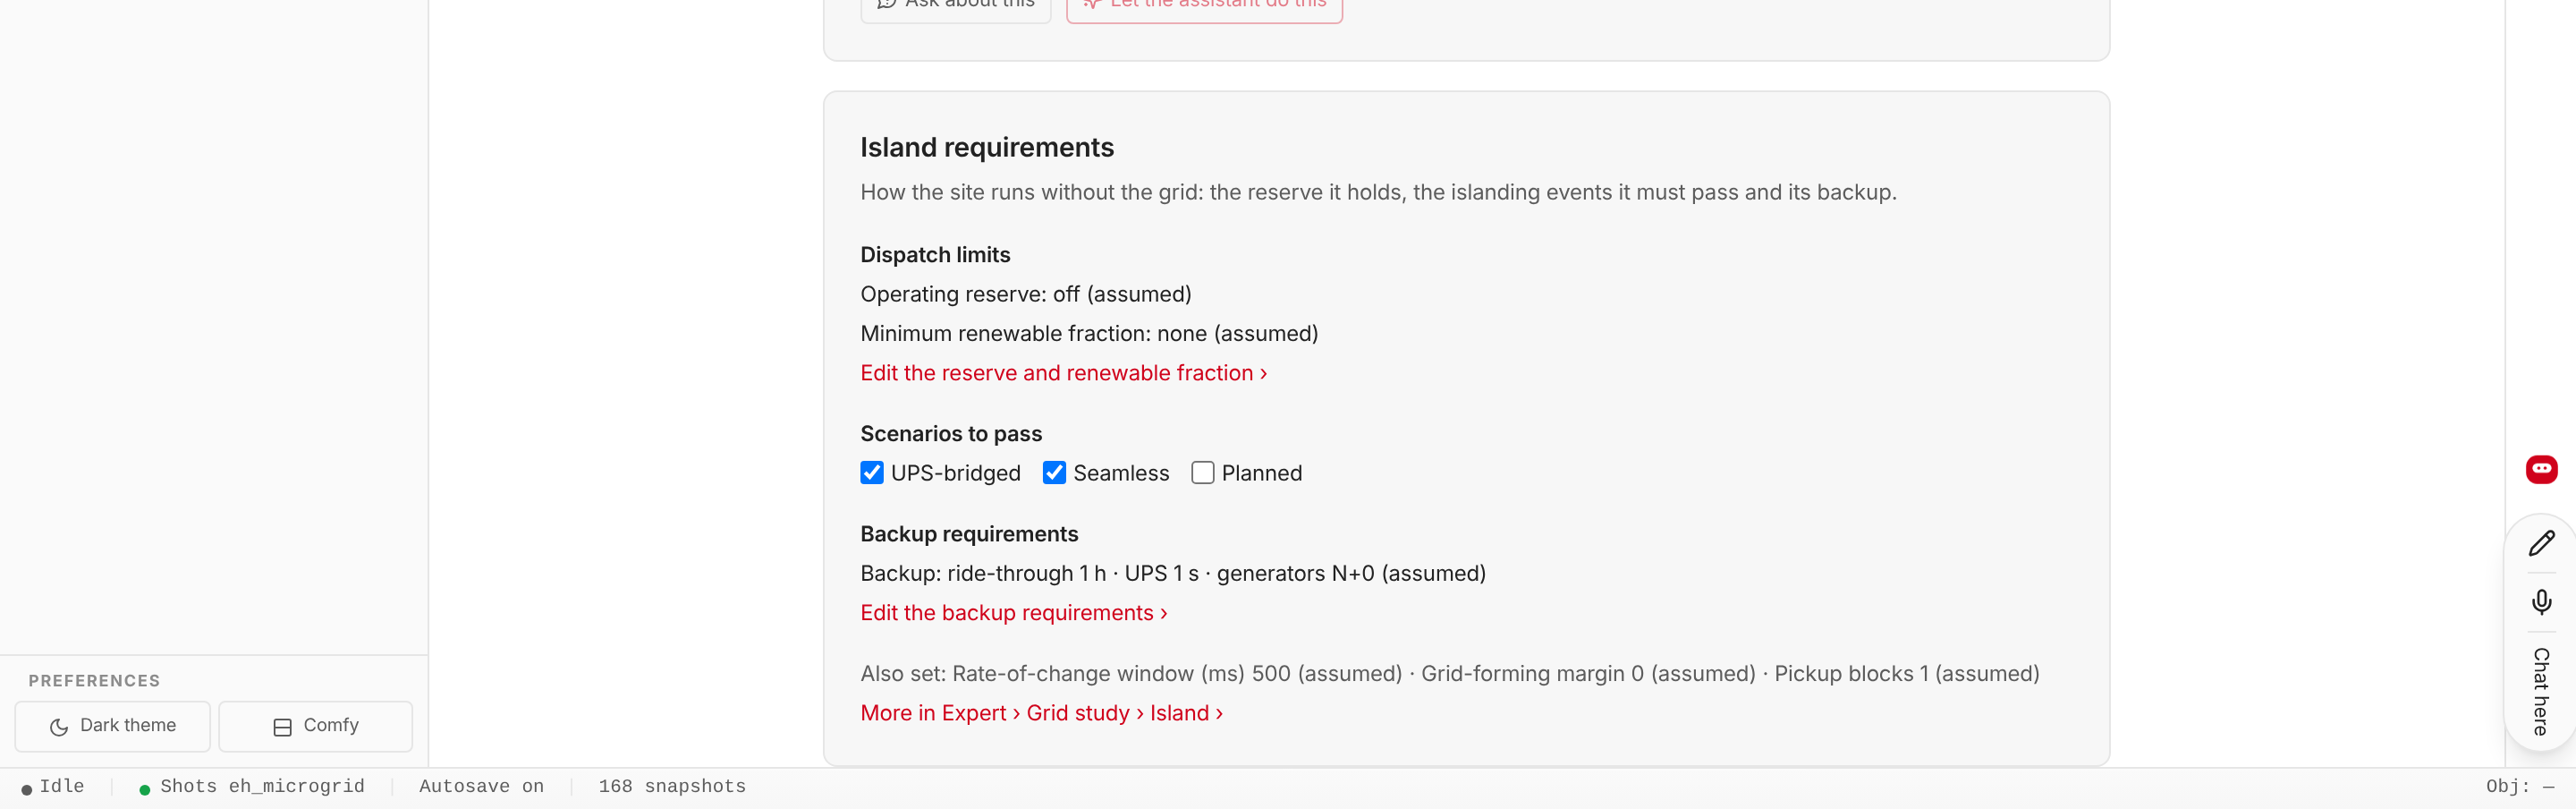 Ask about this
Let the assistant do this
Island requirements
How the site runs without the grid: the reserve it holds, the islanding events it must pass and its backup.
Dispatch limits
Operating reserve: off (assumed)
Minimum renewable fraction: none (assumed)
Edit the reserve and renewable fraction ›
Scenarios to pass
UPS-bridged Seamless Planned
Backup requirements
Backup: ride-through 1 h · UPS 1 s · generators N+0 (assumed)
Edit the backup requirements ›
Also set: Rate-of-change window (ms) 500 (assumed) · Grid-forming margin 0 (assumed) · Pickup blocks 1 (assumed)
More in Expert › Grid study › Island ›
PREFERENCES
Dark theme
Comfy
Chat here
Idle
Shots eh_microgrid
Autosave on
168 snapshots
Obj: —